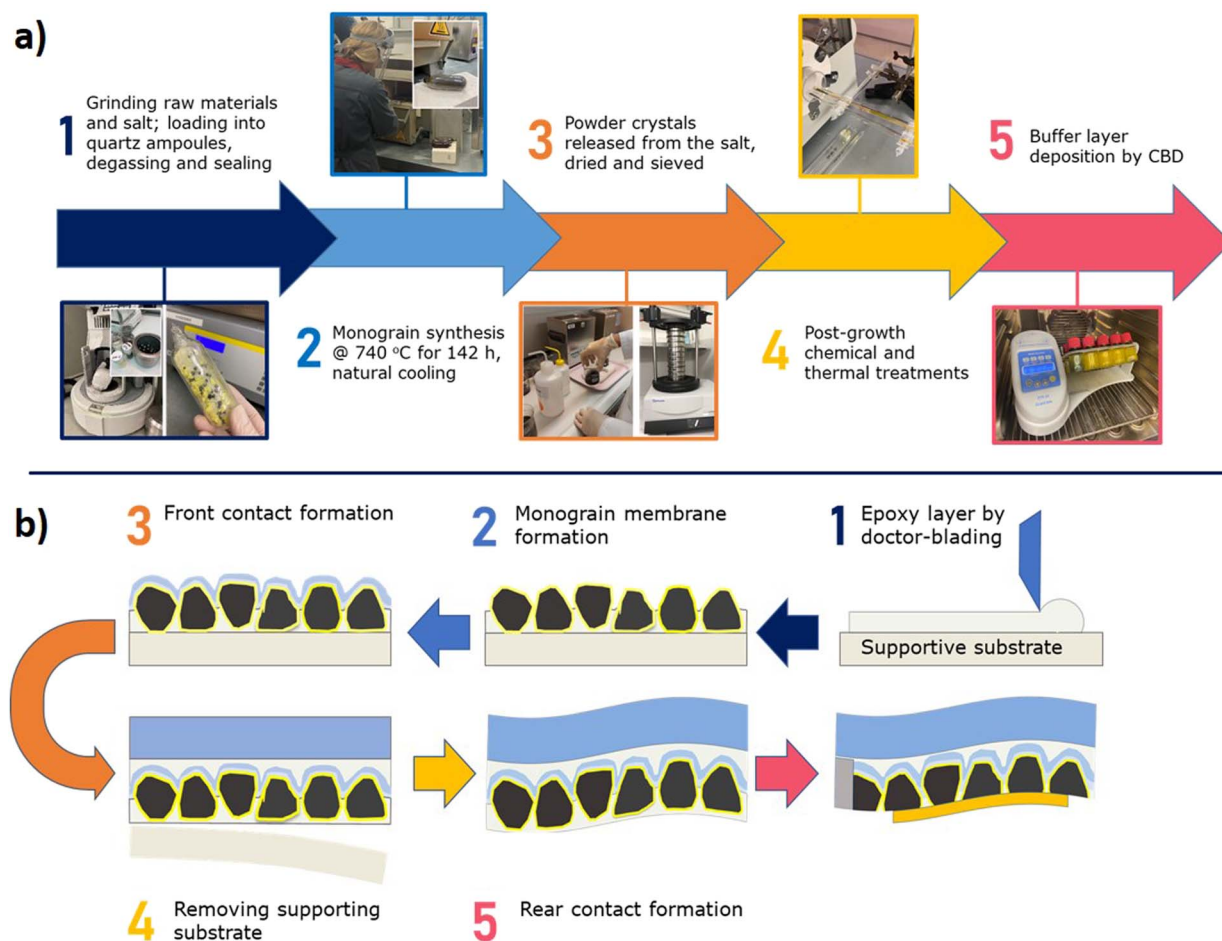 a)
1
Grinding raw materials
and salt; loading into
quartz ampoules,
degassing and sealing
2
Monograin synthesis
@ 740 °C for 142 h,
natural cooling
3
Powder crystals
released from the salt,
dried and sieved
4
Post-growth
chemical and
thermal treatments
5
Buffer layer
deposition by CBD
b)
3
Front contact formation
2
Monograin membrane
formation
1
Epoxy layer by
doctor-blading
Supportive substrate
4
Removing supporting
substrate
5
Rear contact formation